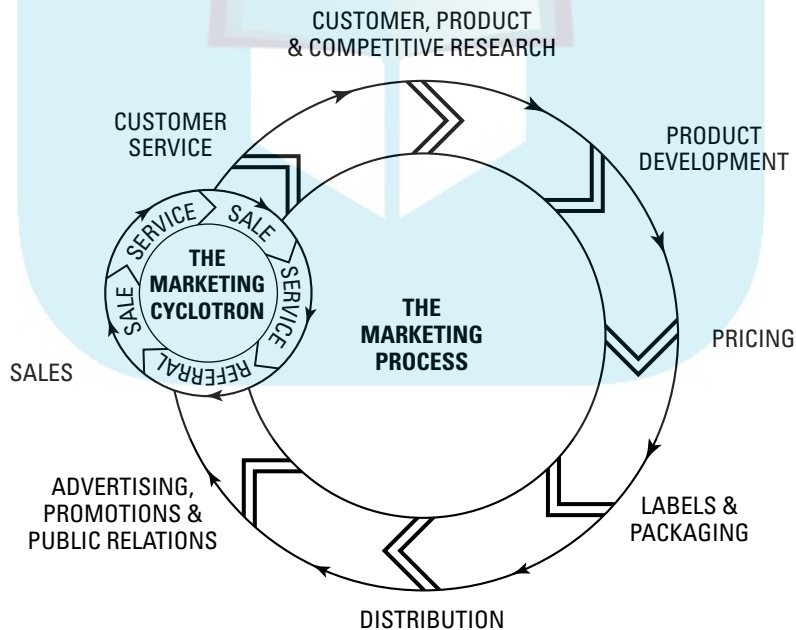 CUSTOMER, PRODUCT
& COMPETITIVE RESEARCH
CUSTOMER
SERVICE
PRODUCT
DEVELOPMENT
SERVICE
SALE
THE
MARKETING
CYCLOTRON
SALE
SERVICE
REFERRAL
THE
MARKETING
PROCESS
PRICING
SALES
ADVERTISING,
PROMOTIONS &
PUBLIC RELATIONS
LABELS &
PACKAGING
DISTRIBUTION